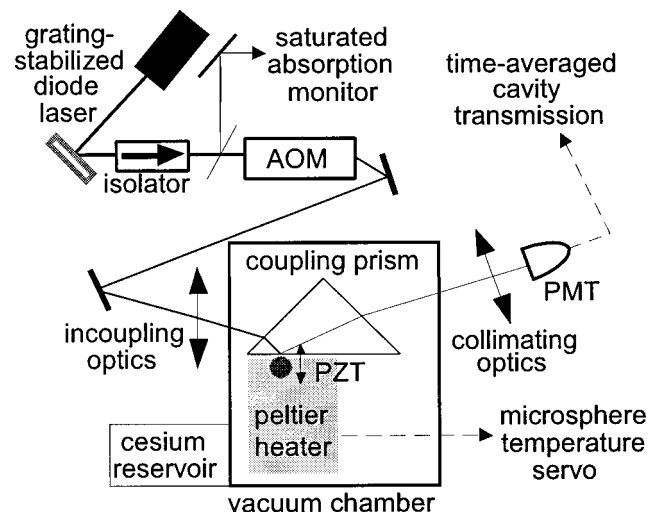 grating-
stabilized
diode
laser
saturated
absorption
monitor
time-averaged
cavity
transmission
isolator
AOM
coupling prism
PMT
incoupling
optics
collimating
optics
PZT
peltier
heater
cesium
reservoir
microsphere
temperature
servo
vacuum chamber